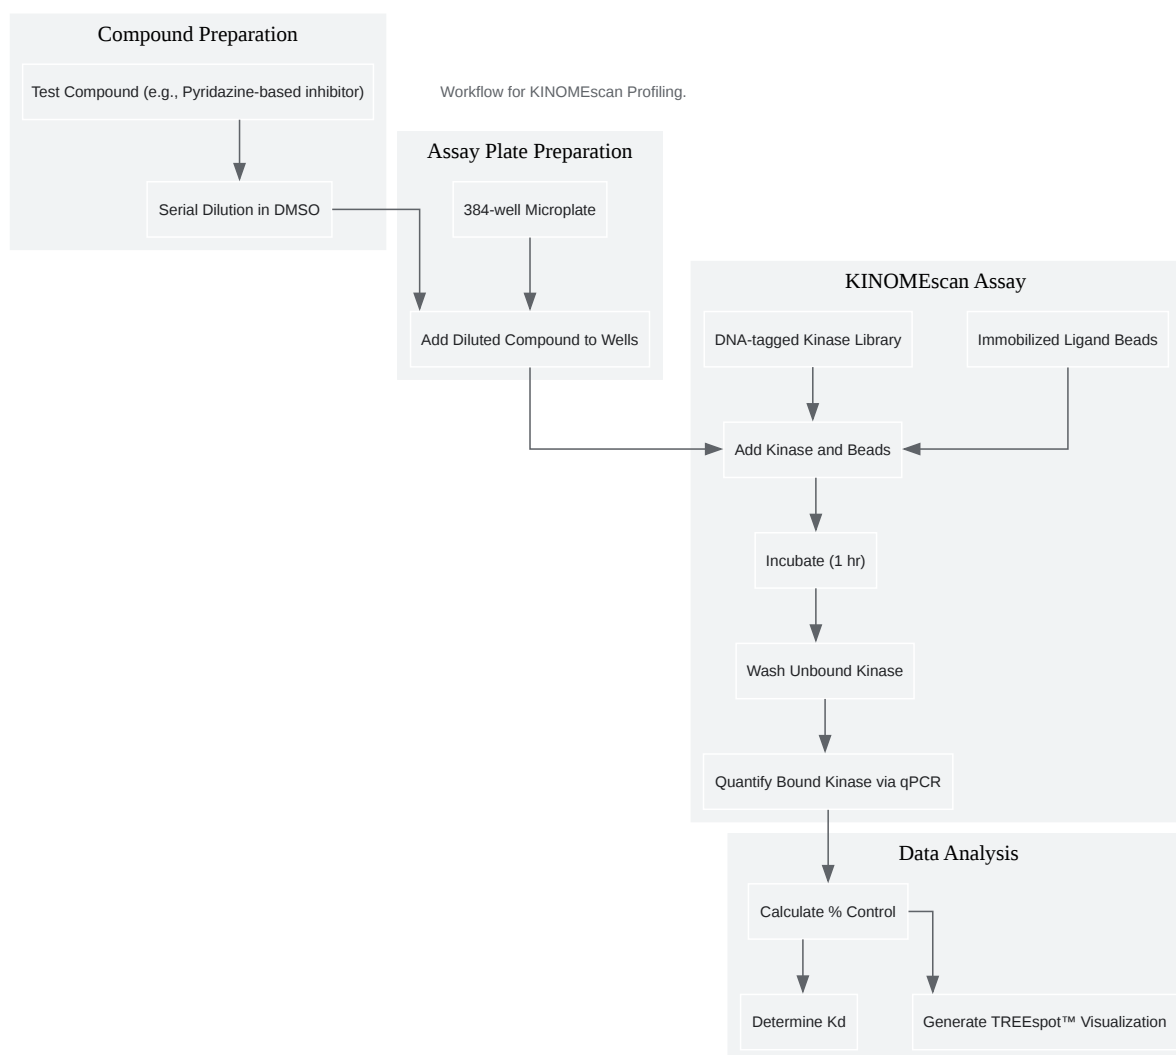 Compound Preparation
Test Compound (e.g., Pyridazine-based inhibitor)
Workflow for KINOMEscan Profiling.
Assay Plate Preparation
Serial Dilution in DMSO
384-well Microplate
KINOMEscan Assay
Add Diluted Compound to Wells
DNA-tagged Kinase Library
Immobilized Ligand Beads
Add Kinase and Beads
Incubate (1 hr)
Wash Unbound Kinase
Quantify Bound Kinase via qPCR
Data Analysis
Calculate % Control
Determine Kd
Generate TREEspot™ Visualization